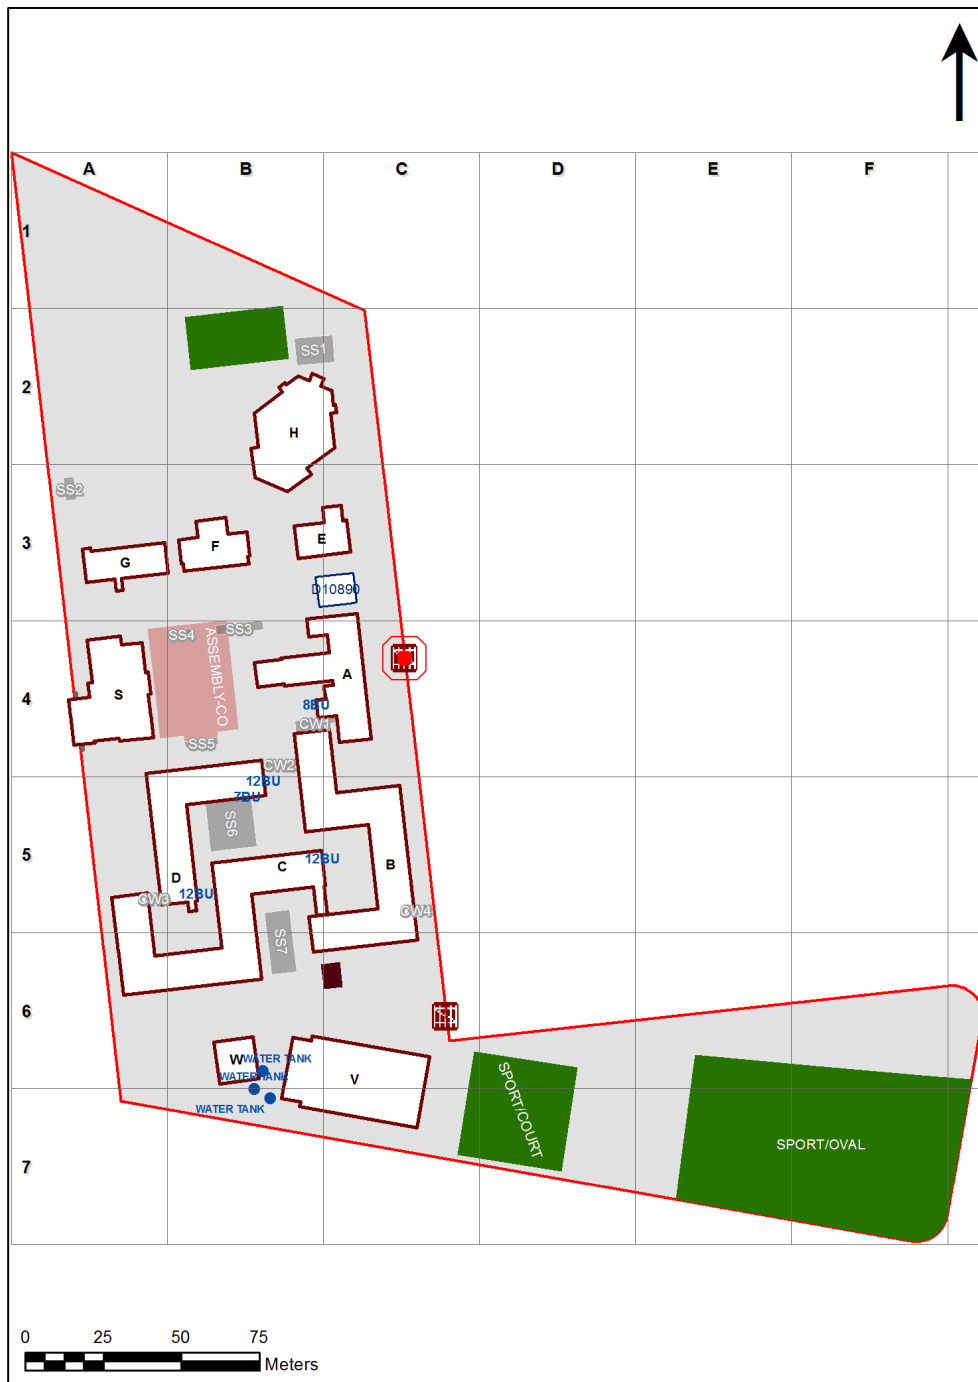 A B C D E F
1
SS1
2
H
SS2
3
F
E
G
D10890
SS4
SS3
ASSEMBLY-CO
A
S
4
8BU
CW1
SS5
CW2
12BU
7BU
SS6
5
12BU
C
B
D
12BU
CW3
CW4
SS7
6
W
WATER TANK
WATER TANK
V
WATER TANK
SPORT/COURT
SPORT/OVAL
7
0 25 50 75
Meters